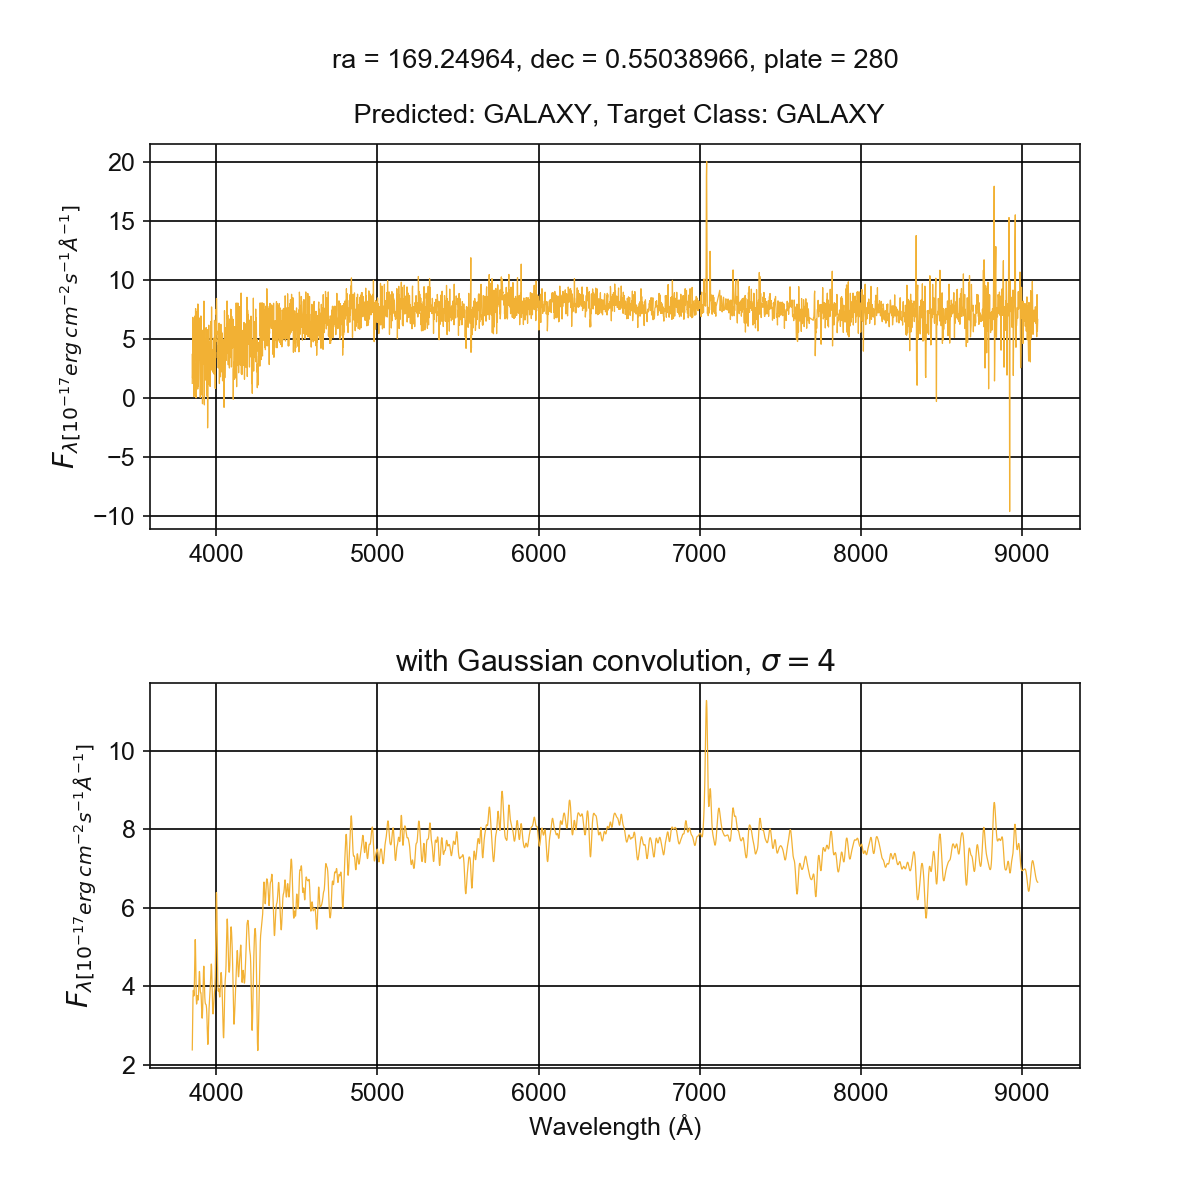 ra = 169.24964, dec = 0.55038966, plate = 280
Predicted: GALAXY, Target Class: GALAXY
20
15
10
5
0
−5
−10
F_λ[10^{−17} erg cm^{−2} s^{−1} Å^{−1}]
4000 5000 6000 7000 8000 9000
with Gaussian convolution, σ = 4
10
8
6
4
2
F_λ[10^{−17} erg cm^{−2} s^{−1} Å^{−1}]
4000 5000 6000 7000 8000 9000
Wavelength (Å)